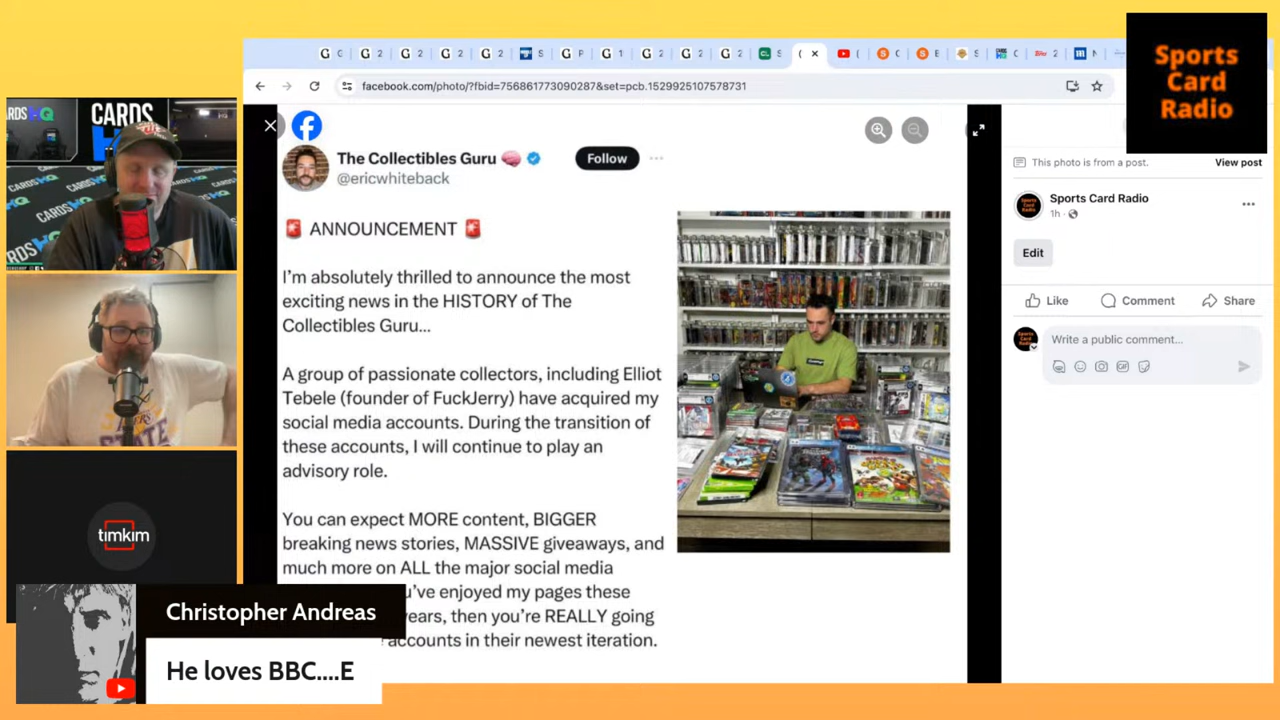 facebook.com/photo/?fbid=756861773090287&set=pcb.1529925107578731
Sports
Card
Radio
CARDS
The Collectibles Guru
Follow
@ericwhiteback
ANNOUNCEMENT
I'm absolutely thrilled to announce the most
exciting news in the HISTORY of The
Collectibles Guru...
A group of passionate collectors, including Elliot
Tebele (founder of FuckJerry) have acquired my
social media accounts. During the transition of
these accounts, I will continue to play an
advisory role.
You can expect MORE content, BIGGER
breaking news stories, MASSIVE giveaways, and
much more on ALL the major social media
u've enjoyed my pages these
years, then you're REALLY going
accounts in their newest iteration.
This photo is from a post.
View post
Sports Card Radio
1h
Edit
Like
Comment
Share
Write a public comment...
timkim
Christopher Andreas
He loves BBC....E